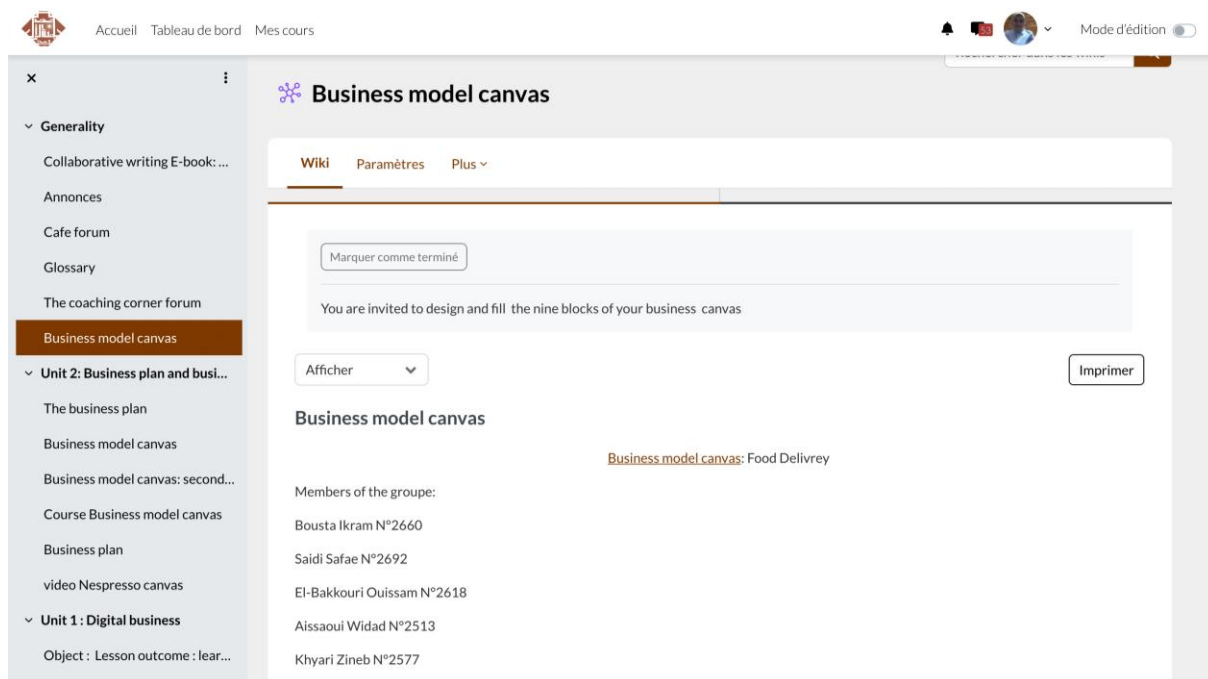 Accueil Tableau de bord Mes cours
53
Mode d'édition
Generality
Collaborative writing E-book: ...
Annonces
Cafe forum
Glossary
The coaching corner forum
Business model canvas
Unit 2: Business plan and busi...
The business plan
Business model canvas
Business model canvas: second...
Course Business model canvas
Business plan
video Nespresso canvas
Unit 1 : Digital business
Object : Lesson outcome : lear...
Business model canvas
Wiki Paramètres Plus
Marquer comme terminé
You are invited to design and fill the nine blocks of your business canvas
Afficher
Imprimer
Business model canvas
Business model canvas: Food Delivrey
Members of the groupe:
Bousta Ikram N°2660
Saidi Safae N°2692
El-Bakkouri Ouissam N°2618
Aissaoui Widad N°2513
Khyari Zineb N°2577